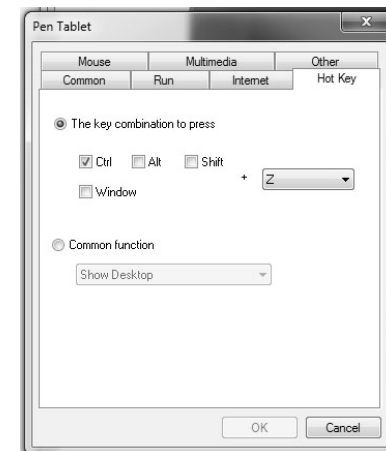 Pen Tablet
x
Mouse Multimedia Other
Common Run Internet Hot Key
The key combination to press
Ctrl Alt Shift
+ Z
Window
Common function
Show Desktop
OK Cancel